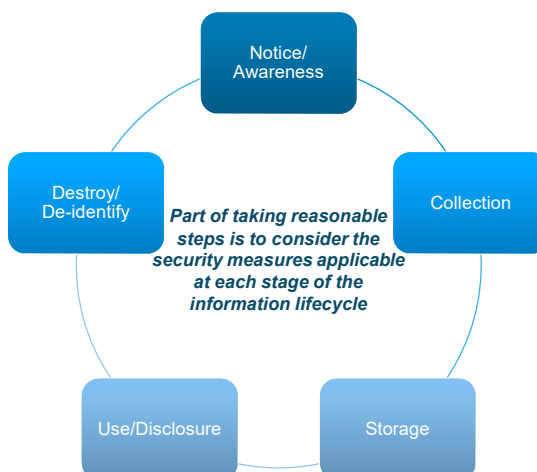 Notice/
Awareness
Collection
Storage
Use/Disclosure
Destroy/
De-identify
Part of taking reasonable
steps is to consider the
security measures applicable
at each stage of the
information lifecycle